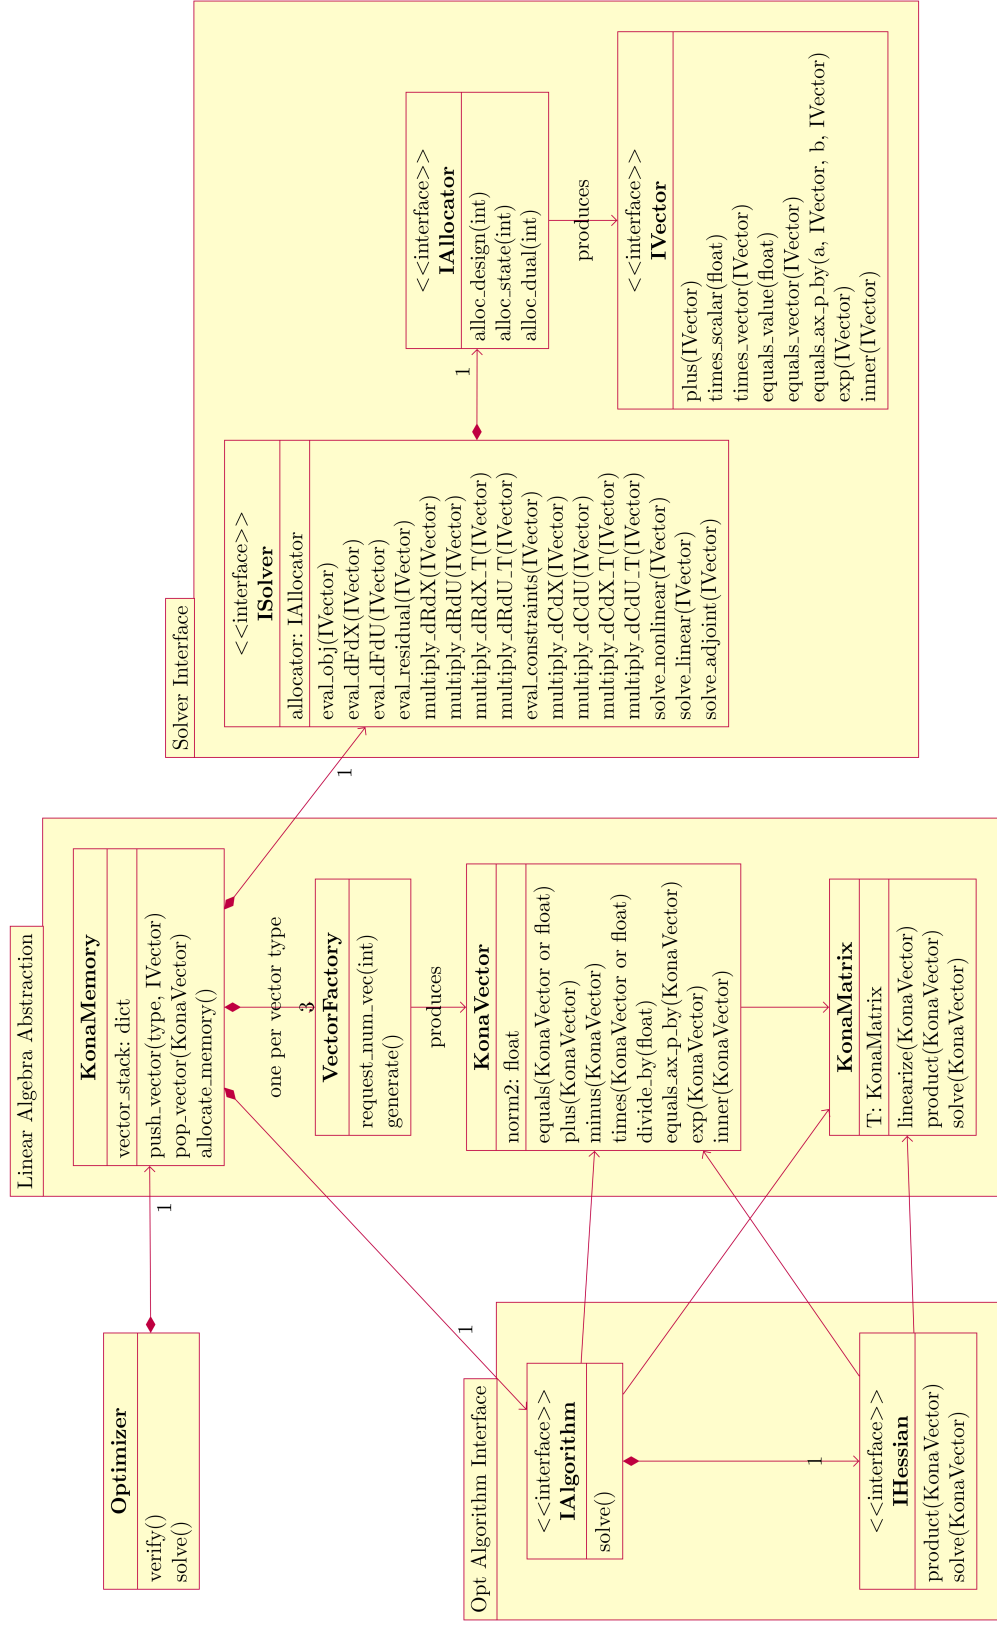 Optimizer
verify()
solve()
Linear Algebra Abstraction
KonaMemory
vector_stack: dict
push_vector(type, IVector)
pop_vector(KonaVector)
allocate_memory()
1
one per vector type
3
VectorFactory
request_num_vec(int)
generate()
produces
KonaVector
norm2: float
equals(KonaVector or float)
plus(KonaVector)
minus(KonaVector)
times(KonaVector or float)
divide_by(float)
equals_ax_p_by(KonaVector)
exp(KonaVector)
inner(KonaVector)
KonaMatrix
T: KonaMatrix
linearize(KonaVector)
product(KonaVector)
solve(KonaVector)
Opt Algorithm Interface
1
<<interface>>
IAlgorithm
solve()
1
<<interface>>
IHessian
product(KonaVector)
solve(KonaVector)
Solver Interface
1
<<interface>>
ISolver
allocator: IAllocator
eval_obj(IVector)
eval_dFdX(IVector)
eval_dFdU(IVector)
eval_residual(IVector)
multiply_dRdX(IVector)
multiply_dRdU(IVector)
multiply_dRdX_T(IVector)
multiply_dRdU_T(IVector)
eval_constraints(IVector)
multiply_dCdX(IVector)
multiply_dCdU(IVector)
multiply_dCdX_T(IVector)
multiply_dCdU_T(IVector)
solve_nonlinear(IVector)
solve_linear(IVector)
solve_adjoint(IVector)
1
<<interface>>
IAllocator
alloc_design(int)
alloc_state(int)
alloc_dual(int)
produces
<<interface>>
IVector
plus(IVector)
times_scalar(float)
times_vector(IVector)
equals_value(float)
equals_vector(IVector)
equals_ax_p_by(a, IVector, b, IVector)
exp(IVector)
inner(IVector)